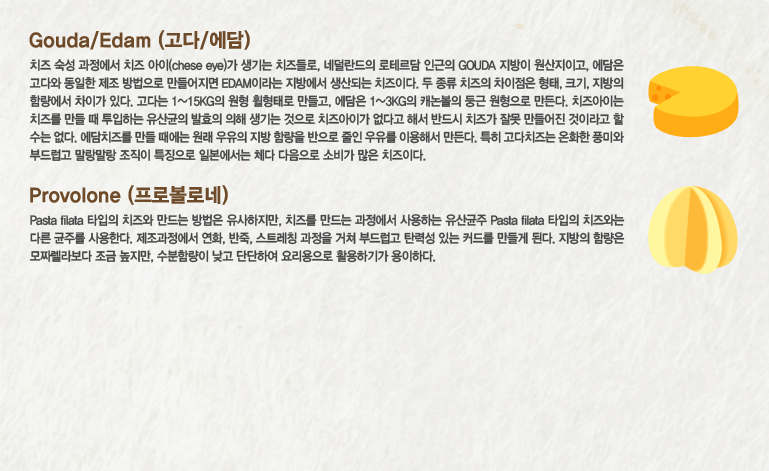 Gouda/Edam (고다/에담)
치즈 숙성 과정에서 치즈 아이(chese eye)가 생기는 치즈들로, 네덜란드의 로테르담 인근의 GOUDA 지방이 원산지이고, 에담은
고다와 동일한 제조 방법으로 만들어지면 EDAM이라는 지방에서 생산되는 치즈이다. 두 종류 치즈의 차이점은 형태, 크기, 지방의
함량에서 차이가 있다. 고다는 1~15KG의 원형 휠형태로 만들고, 에담은 1~3KG의 캐논볼의 둥근 원형으로 만든다. 치즈아이는
치즈를 만들 때 투입하는 유산균의 발효의 의해 생기는 것으로 치즈아이가 없다고 해서 반드시 치즈가 잘못 만들어진 것이라고 할
수는 없다. 에담치즈를 만들 때에는 원래 우유의 지방 함량을 반으로 줄인 우유를 이용해서 만든다. 특히 고다치즈는 온화한 풍미와
부드럽고 말랑말랑 조직이 특징으로 일본에서는 체다 다음으로 소비가 많은 치즈이다.
Provolone (프로볼로네)
Pasta filata 타입의 치즈와 만드는 방법은 유사하지만, 치즈를 만드는 과정에서 사용하는 유산균주 Pasta filata 타입의 치즈와는
다른 균주를 사용한다. 제조과정에서 연화, 반죽, 스트레칭 과정을 거쳐 부드럽고 탄력성 있는 커드를 만들게 된다. 지방의 함량은
모짜렐라보다 조금 높지만, 수분함량이 낮고 단단하여 요리용으로 활용하기가 용이하다.